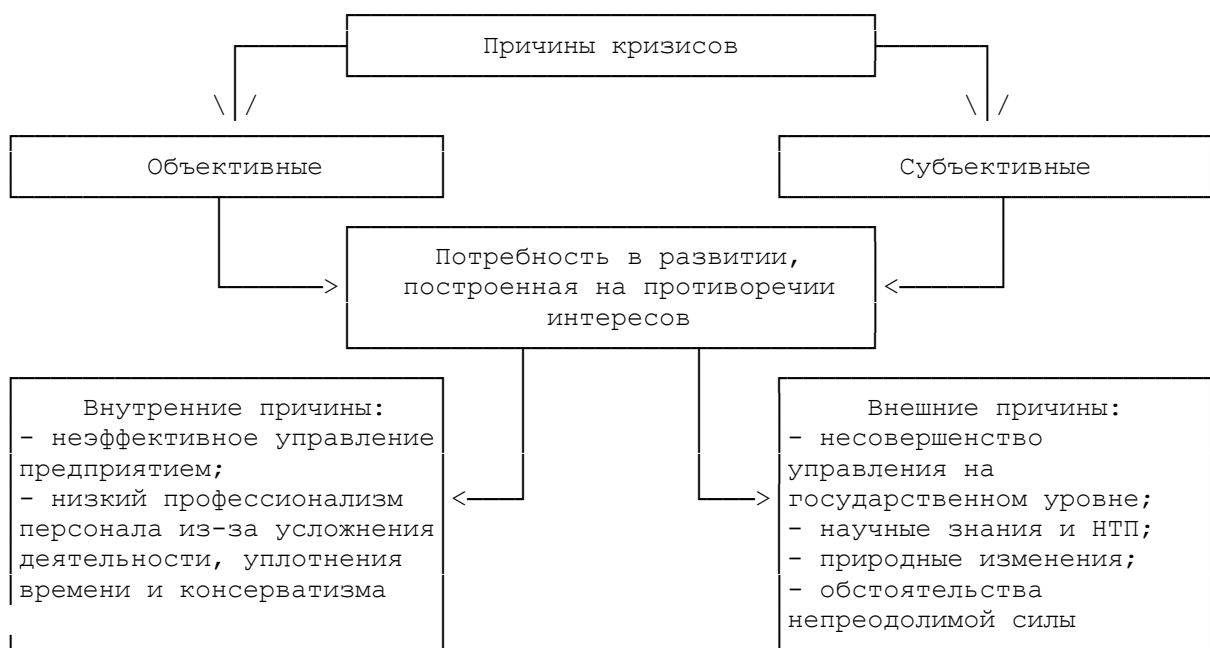 Причины кризисов
Объективные
Субъективные
Потребность в развитии,
построенная на противоречии
интересов
Внутренние причины:
- неэффективное управление
предприятием;
- низкий профессионализм
персонала из-за усложнения
деятельности, уплотнения
времени и консерватизма
Внешние причины:
- несовершенство
управления на
государственном уровне;
- научные знания и НТП;
- природные изменения;
- обстоятельства
непреодолимой силы